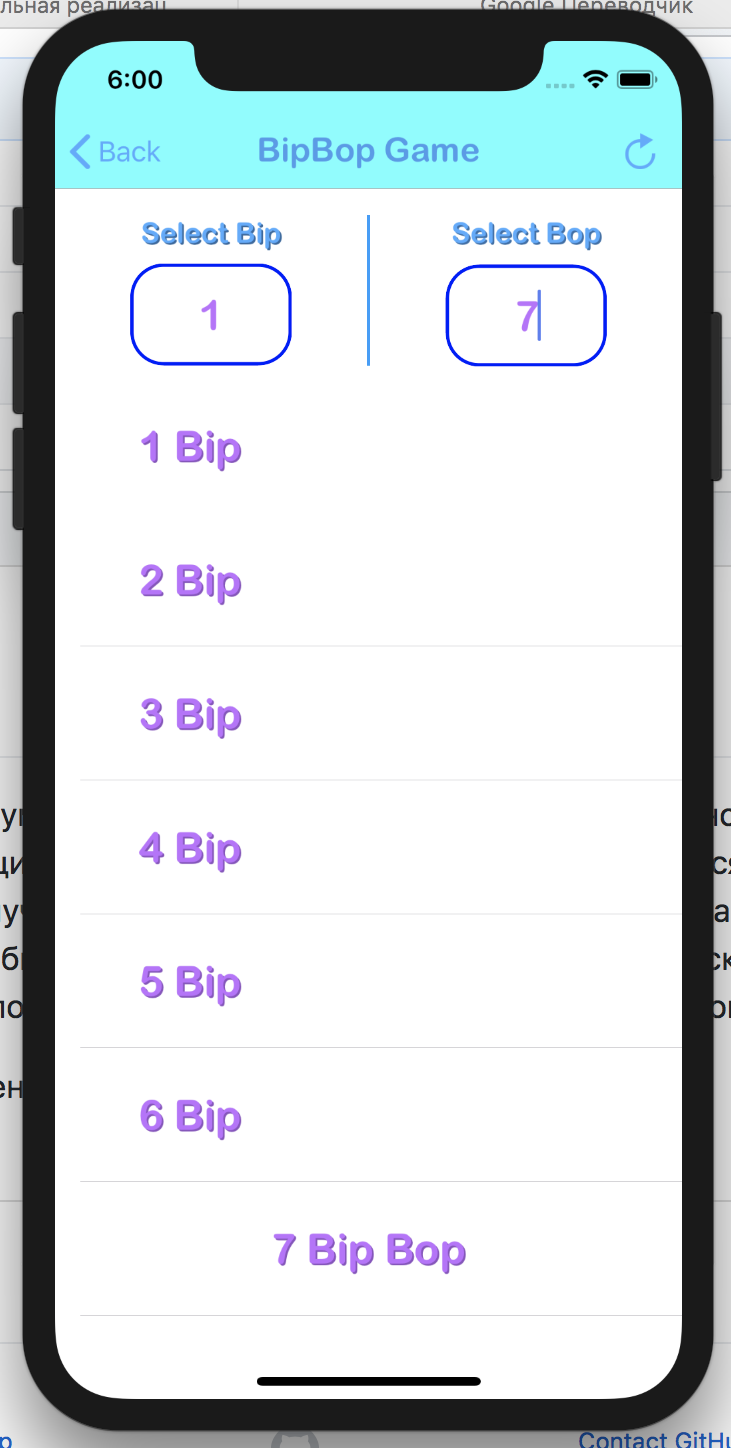 льная реализац
Google Переводчик
6:00
Back
BipBop Game
Select Bip
Select Bop
1
7
1 Bip
2 Bip
3 Bip
4 Bip
5 Bip
6 Bip
7 Bip Bop
Contact GitHu